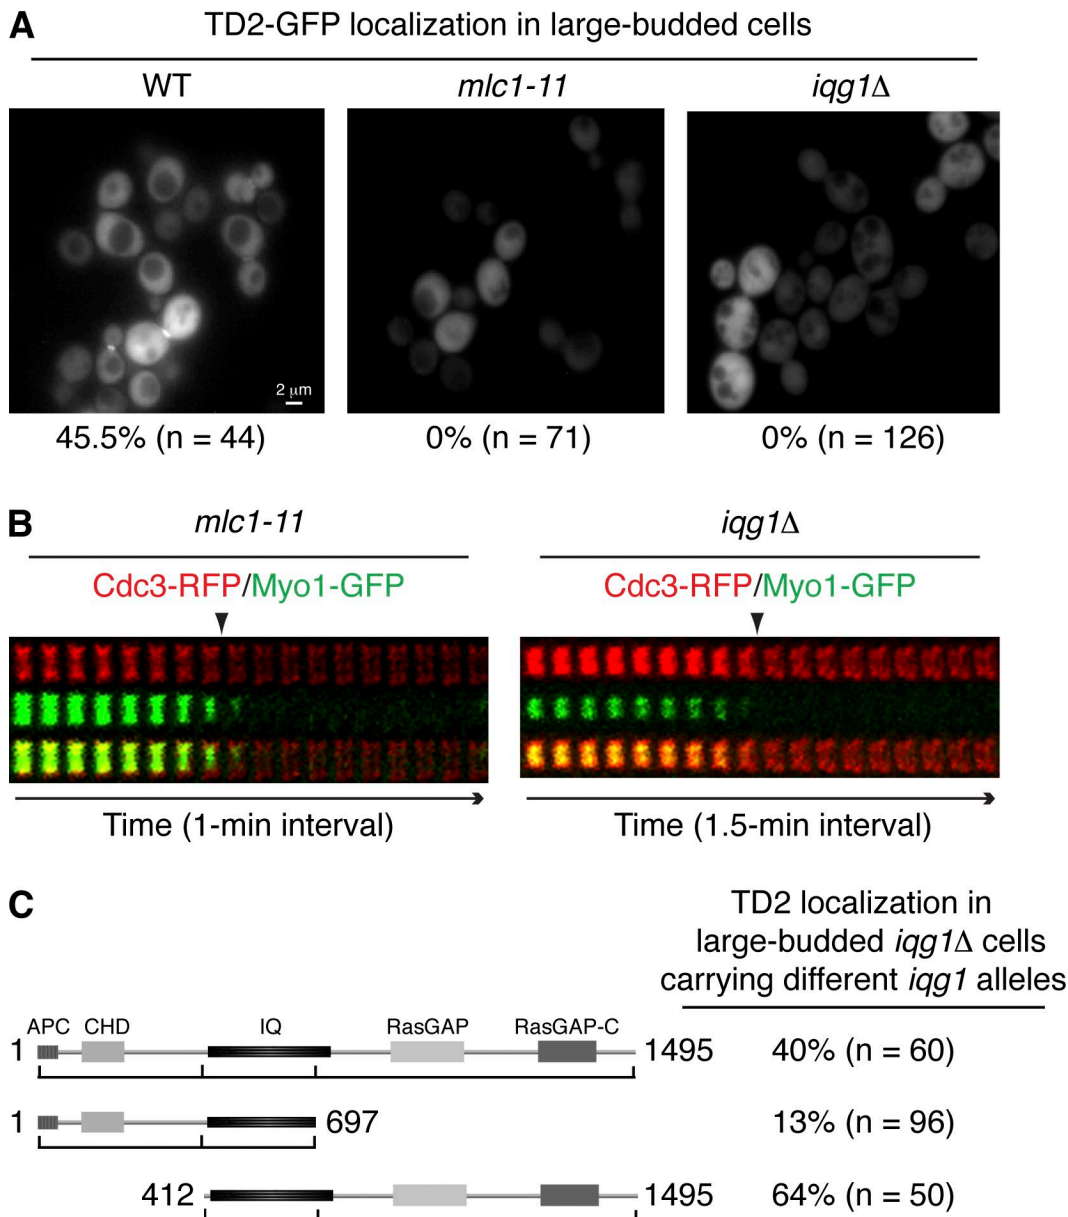 A
TD2-GFP localization in large-budded cells
WT
mlc1-11
iqg1Δ
2 μm
45.5% (n = 44)
0% (n = 71)
0% (n = 126)
B
mlc1-11
iqg1Δ
Cdc3-RFP/Myo1-GFP
Cdc3-RFP/Myo1-GFP
Time (1-min interval)
Time (1.5-min interval)
C
TD2 localization in
large-budded iqg1Δ cells
carrying different iqg1 alleles
APC CHD IQ RasGAP RasGAP-C
1 1495 40% (n = 60)
1 697 13% (n = 96)
412 1495 64% (n = 50)